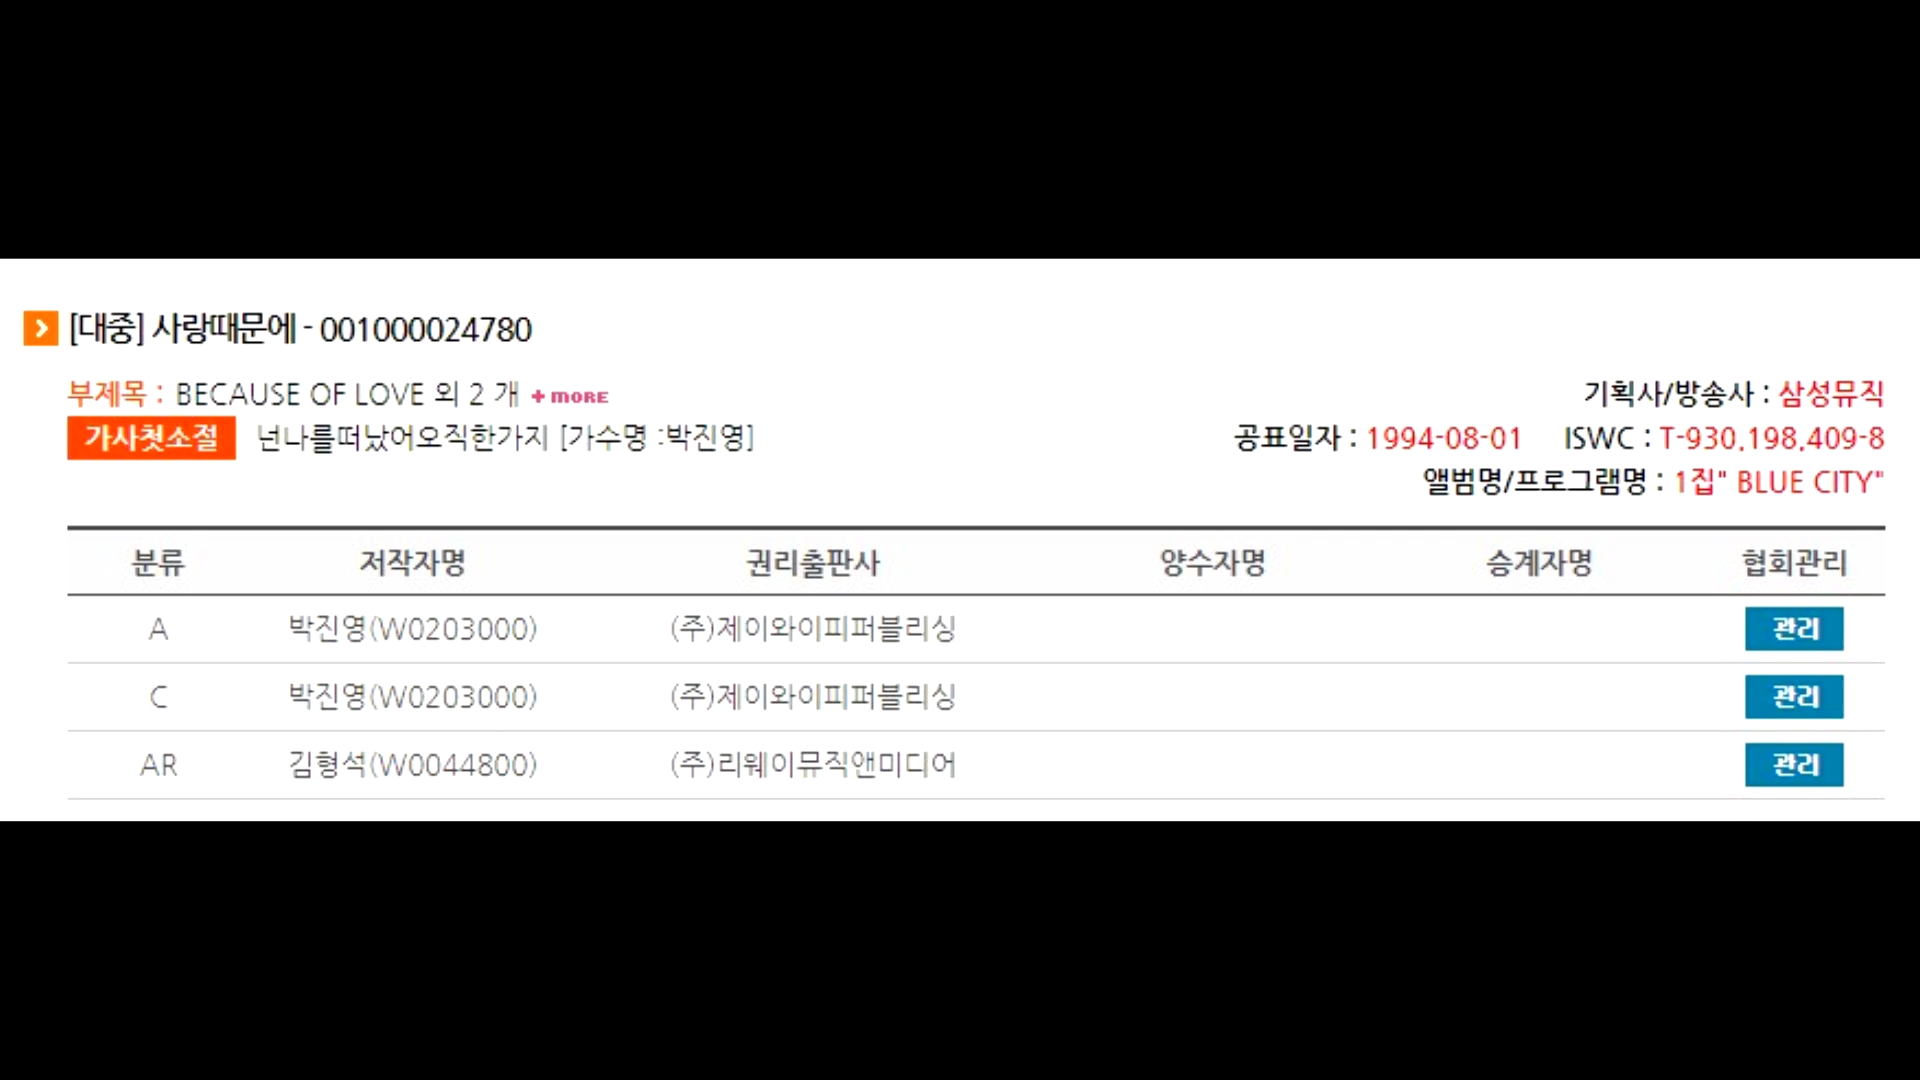 [대중] 사랑때문에 - 001000024780
부제목 : BECAUSE OF LOVE 외 2 개 + MORE
기획사/방송사 : 삼성뮤직
가사첫소절 넌나를떠났어오직한가지 [가수명 :박진영]
공표일자 : 1994-08-01 ISWC : T-930,198,409-8
앨범명/프로그램명 : 1집" BLUE CITY"
분류 저작자명 권리출판사 양수자명 승계자명 협회관리
A 박진영(W0203000) (주)제이와이피퍼블리싱 관리
C 박진영(W0203000) (주)제이와이피퍼블리싱 관리
AR 김형석(W0044800) (주)리웨이뮤직앤미디어 관리